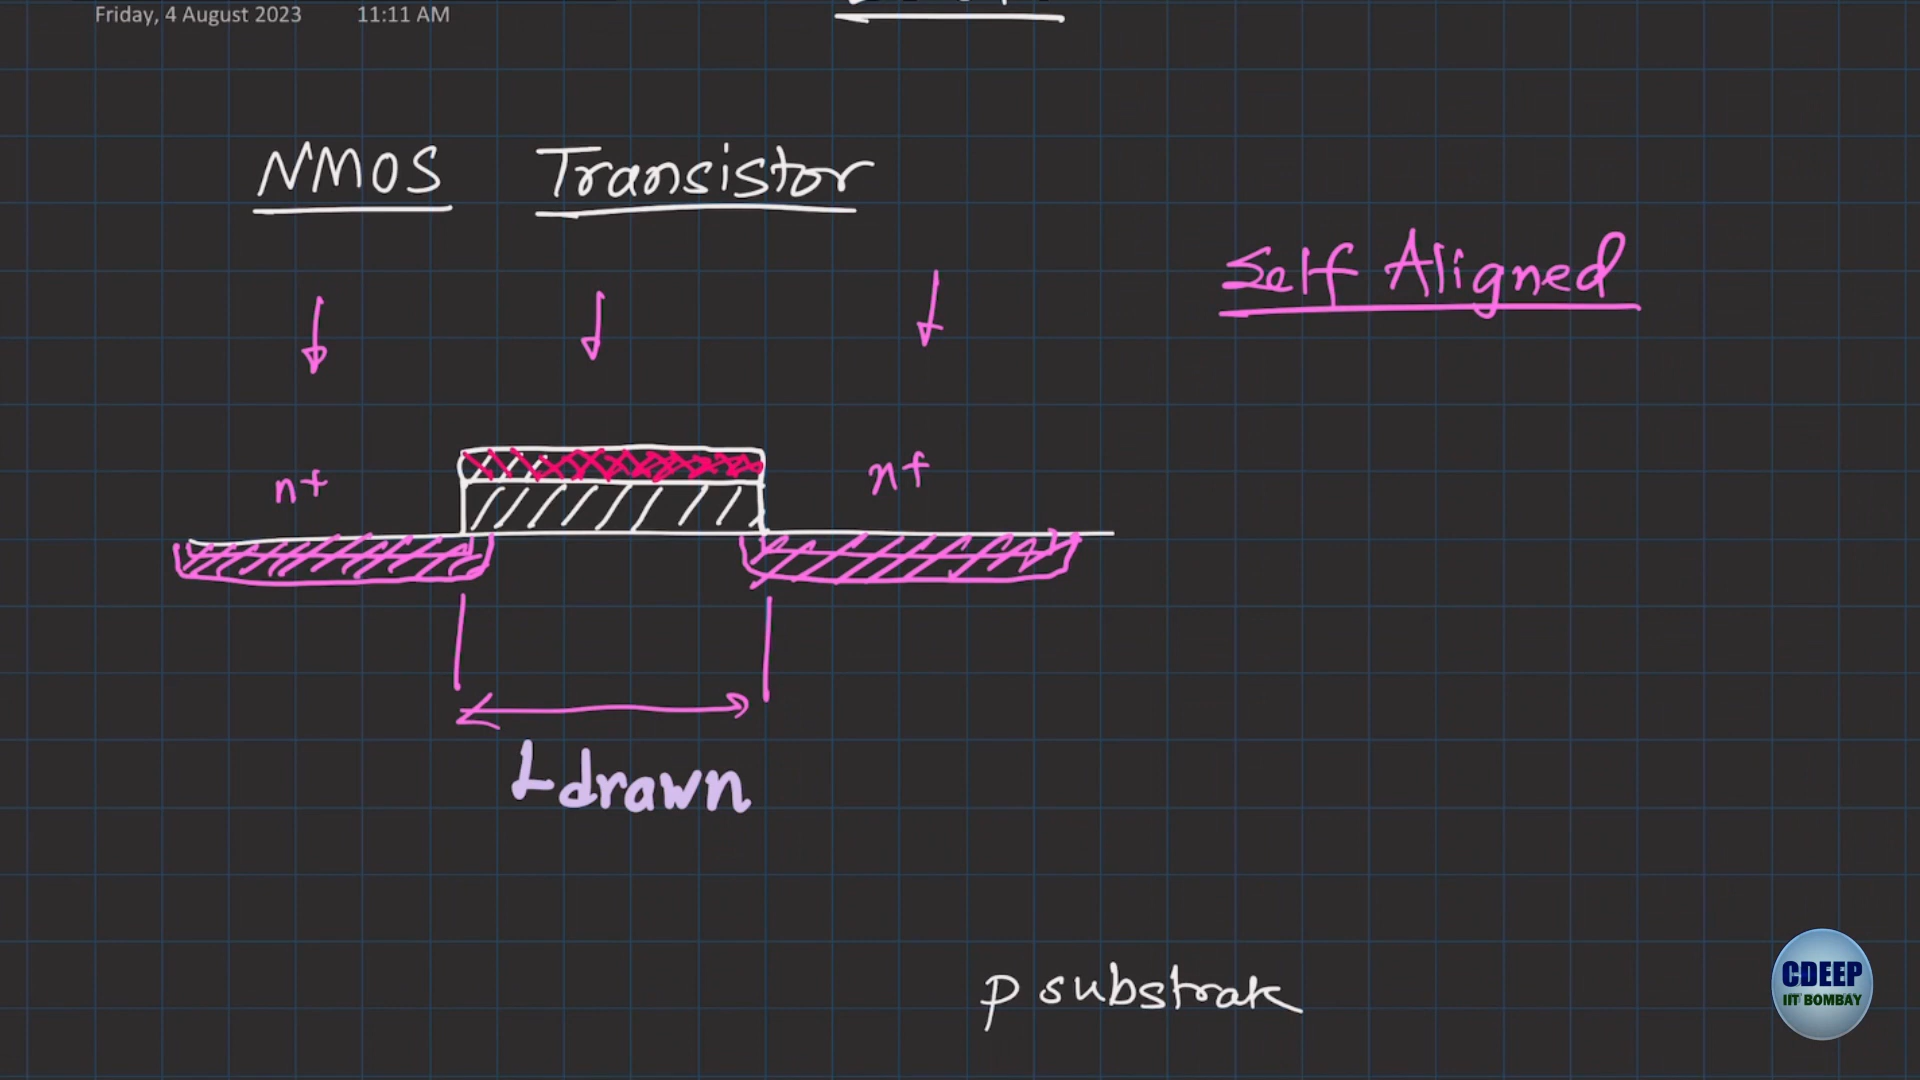 Friday, 4 August 2023 11:11 AM
NMOS Transistor
Self Aligned
n+ n+
Ldrawn
p substrate
CDEEP
IIT BOMBAY